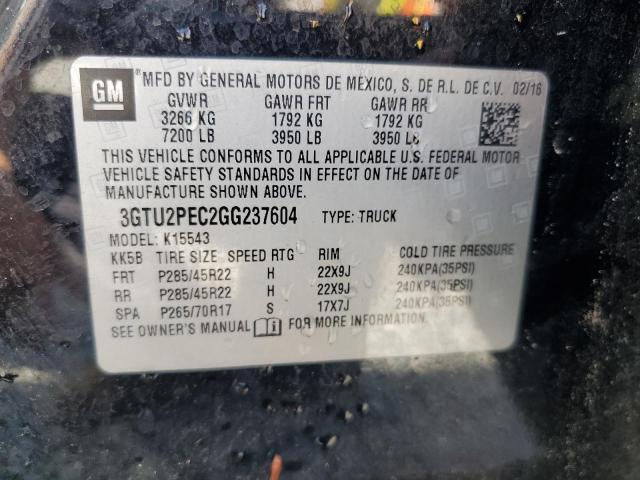 GM
® MFD BY GENERAL MOTORS DE MEXICO, S. DE R.L. DE C.V. 02/16
GVWR GAWR FRT GAWR RR
3266 KG 1792 KG 1792 KG
7200 LB 3950 LB 3950 LB
THIS VEHICLE CONFORMS TO ALL APPLICABLE U.S. FEDERAL MOTOR
VEHICLE SAFETY STANDARDS IN EFFECT ON THE DATE OF
MANUFACTURE SHOWN ABOVE.
3GTU2PEC2GG237604 TYPE: TRUCK
MODEL: K15543
KK5B TIRE SIZE SPEED RTG RIM COLD TIRE PRESSURE
FRT P285/45R22 H 22X9J 240KPA(35PSI)
RR P285/45R22 H 22X9J 240KPA(35PSI)
SPA P265/70R17 S 17X7J 240KPA(35PSI)
SEE OWNER'S MANUAL i FOR MORE INFORMATION.